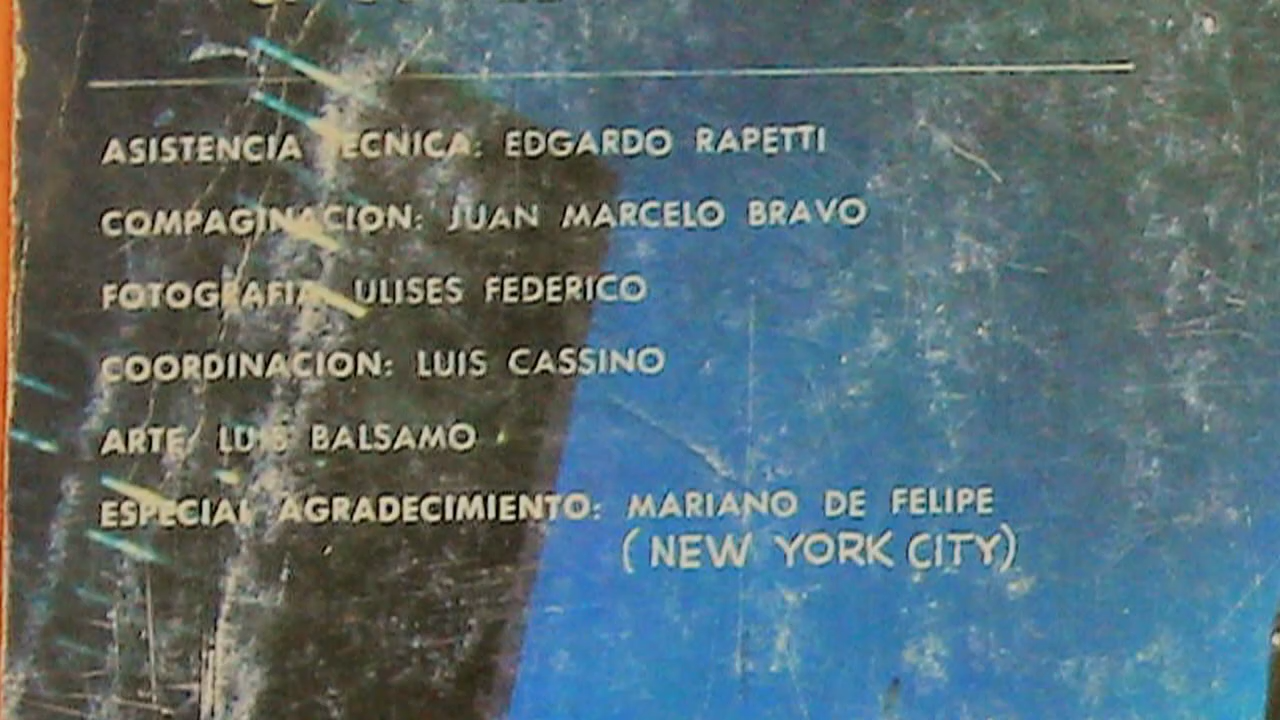 ASISTENCIA TECNICA: EDGARDO RAPETTI
COMPAGINACION: JUAN MARCELO BRAVO
FOTOGRAFIA: ULISES FEDERICO
COORDINACION: LUIS CASSINO
ARTE: LUIS BALSAMO
ESPECIAL AGRADECIMIENTO: MARIANO DE FELIPE
(NEW YORK CITY)